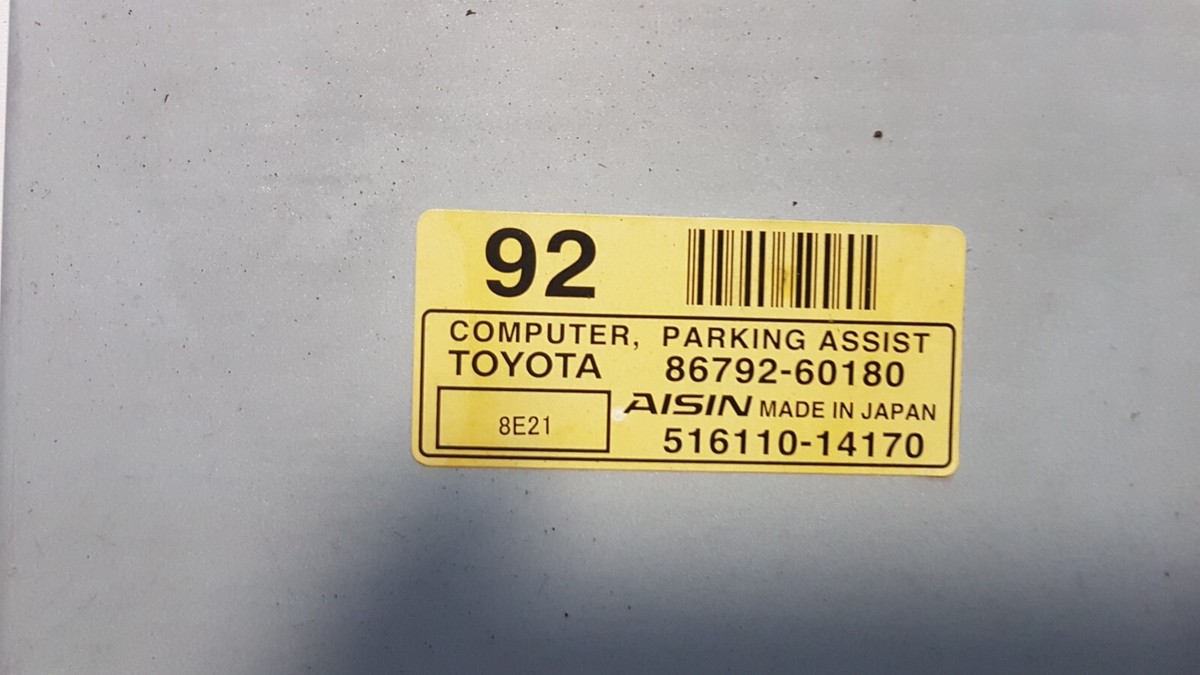 92
COMPUTER, PARKING ASSIST
TOYOTA 86792-60180
AISIN MADE IN JAPAN
8E21
516110-14170